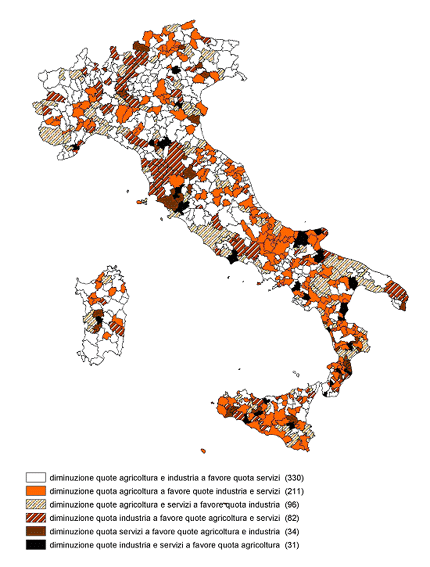 diminuzione quote agricoltura e industria a favore quota servizi (330)
diminuzione quota agricoltura a favore quote industria e servizi (211)
diminuzione quote agricoltura e servizi a favore quota industria (96)
diminuzione quota industria a favore quote agricoltura e servizi (82)
diminuzione quota servizi a favore quote agricoltura e industria (34)
diminuzione quote industria e servizi a favore quota agricoltura (31)